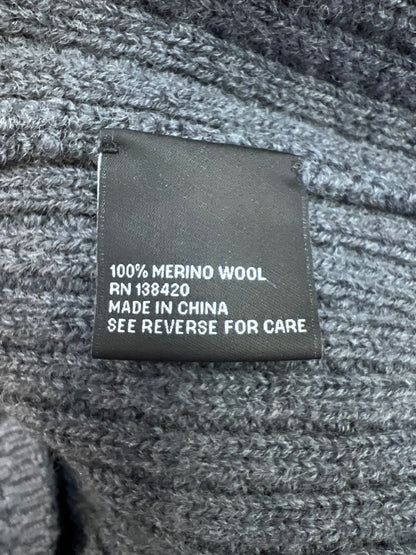 100% MERINO WOOL
RN 138420
MADE IN CHINA
SEE REVERSE FOR CARE